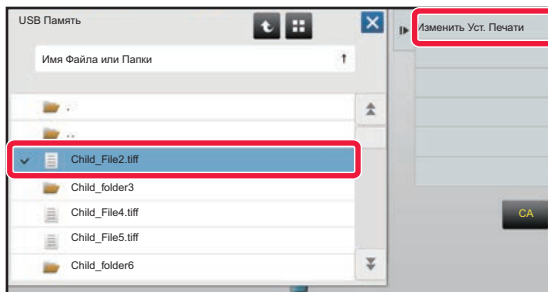 USB Память
Изменить Уст. Печати
Имя Файла или Папки
.
..
Child_File2.tiff
Child_folder3
Child_File4.tiff
Child_File5.tiff
Child_folder6
CA